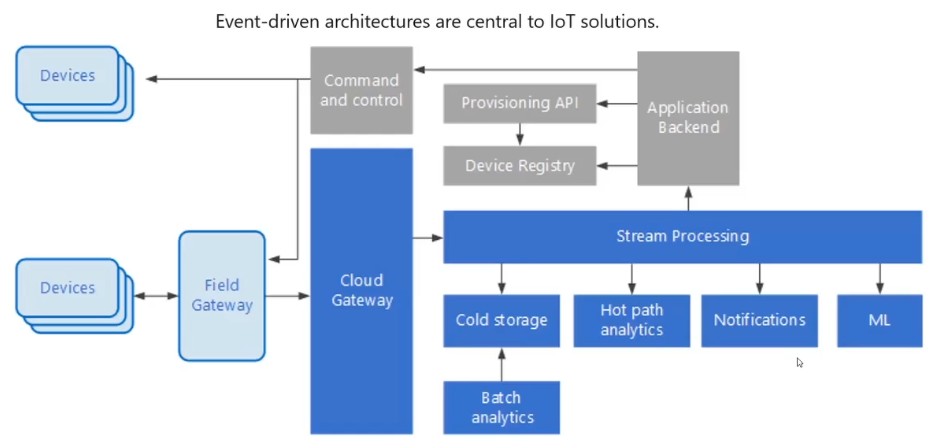 Event-driven architectures are central to IoT solutions.
Devices
Command
and control
Provisioning API
Application
Backend
Device Registry
Stream Processing
Devices
Field
Gateway
Cloud
Gateway
Cold storage
Hot path
analytics
Notifications
ML
Batch
analytics